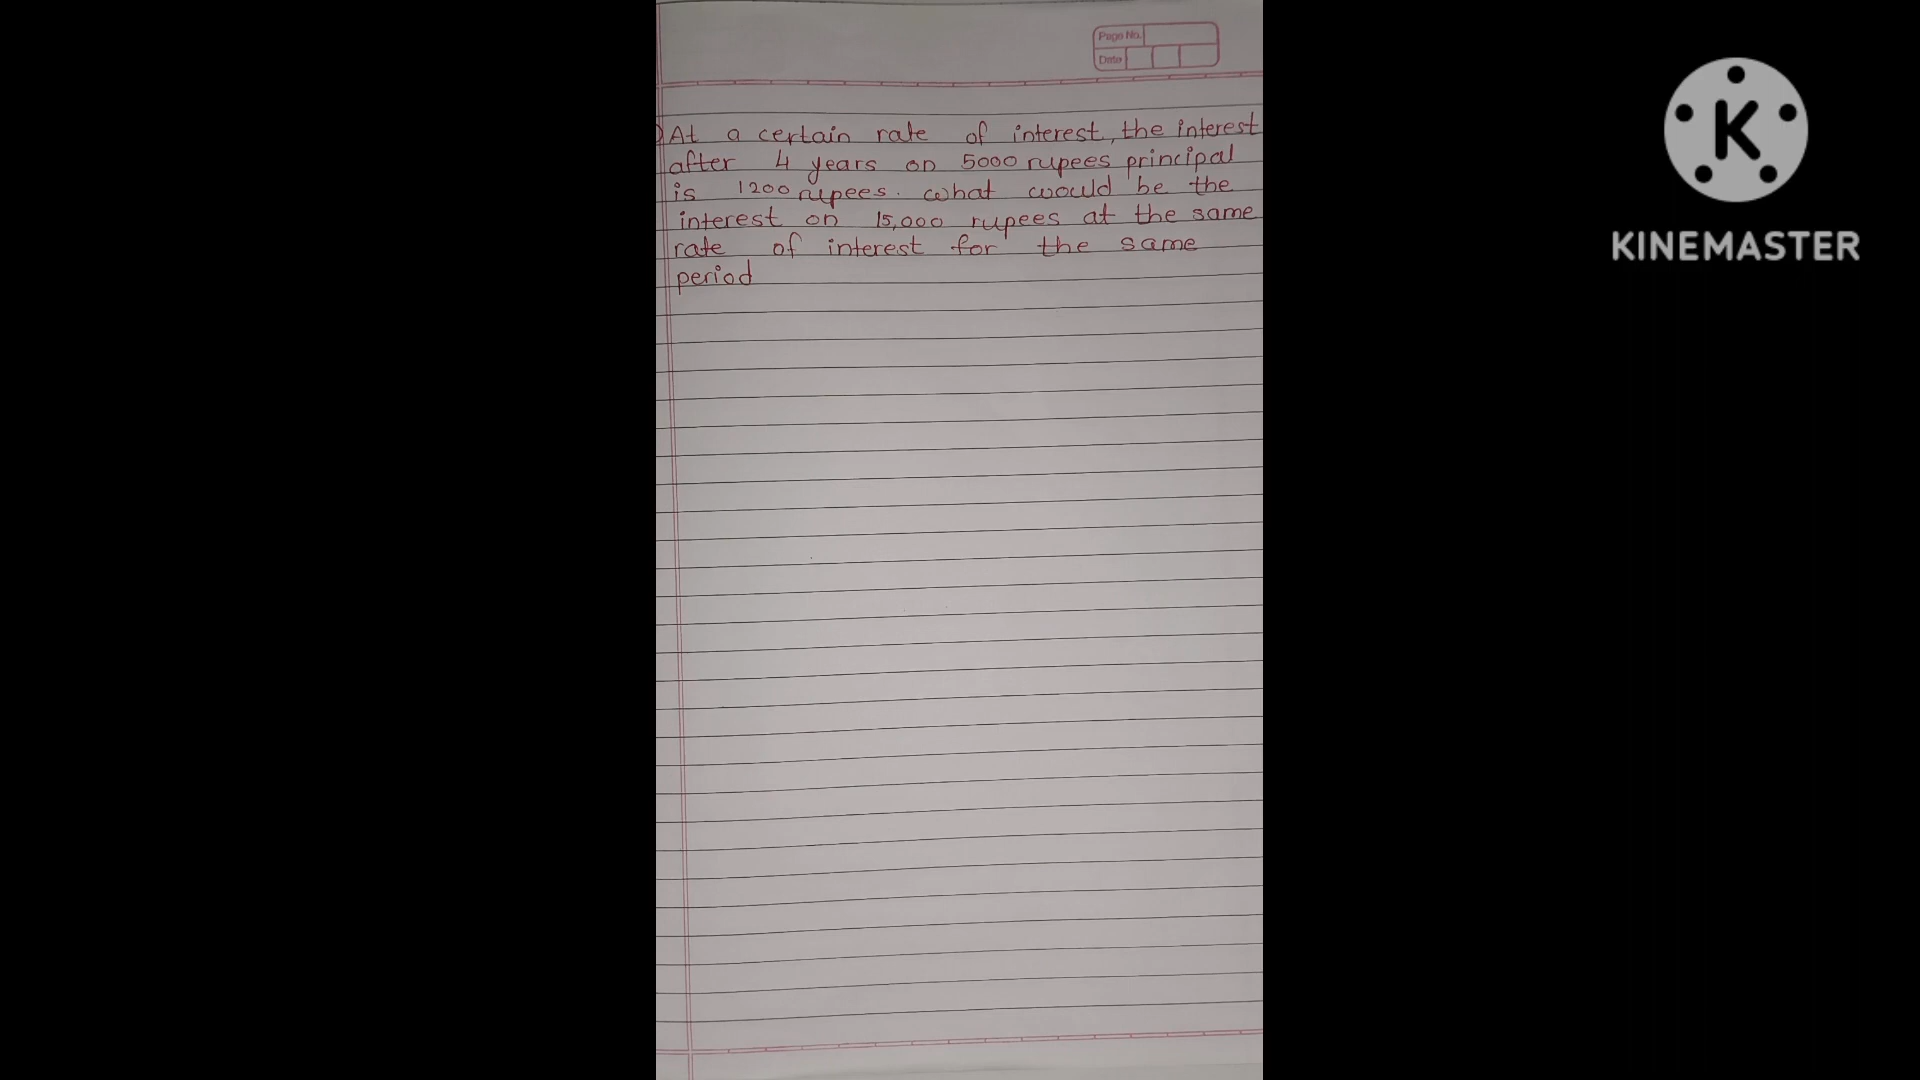 Page No.
Date
At a certain rate of interest, the interest
after 4 years on 5000 rupees principal
is 1200 rupees. what would be the
interest on 15,000 rupees at the same
rate of interest for the same
period
K
KINEMASTER